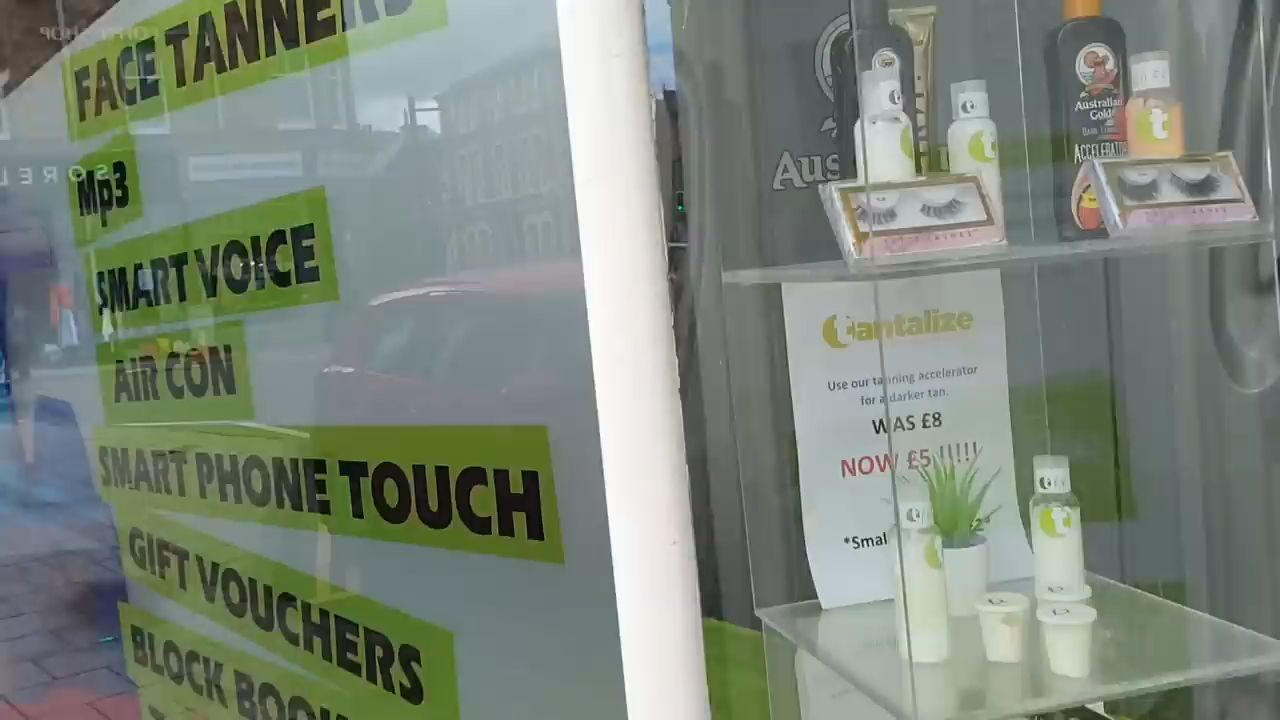 FACE TANNERS
Mp3
SMART VOICE
AIR CON
SMART PHONE TOUCH
GIFT VOUCHERS
BLOCK
SOREL
Aus
Australian
Gold
ACCELERATOR
t
t
t
tantalize
Use our tanning accelerator
for a darker tan.
WAS £8
NOW £5 !!!!!
*Smal
t
t